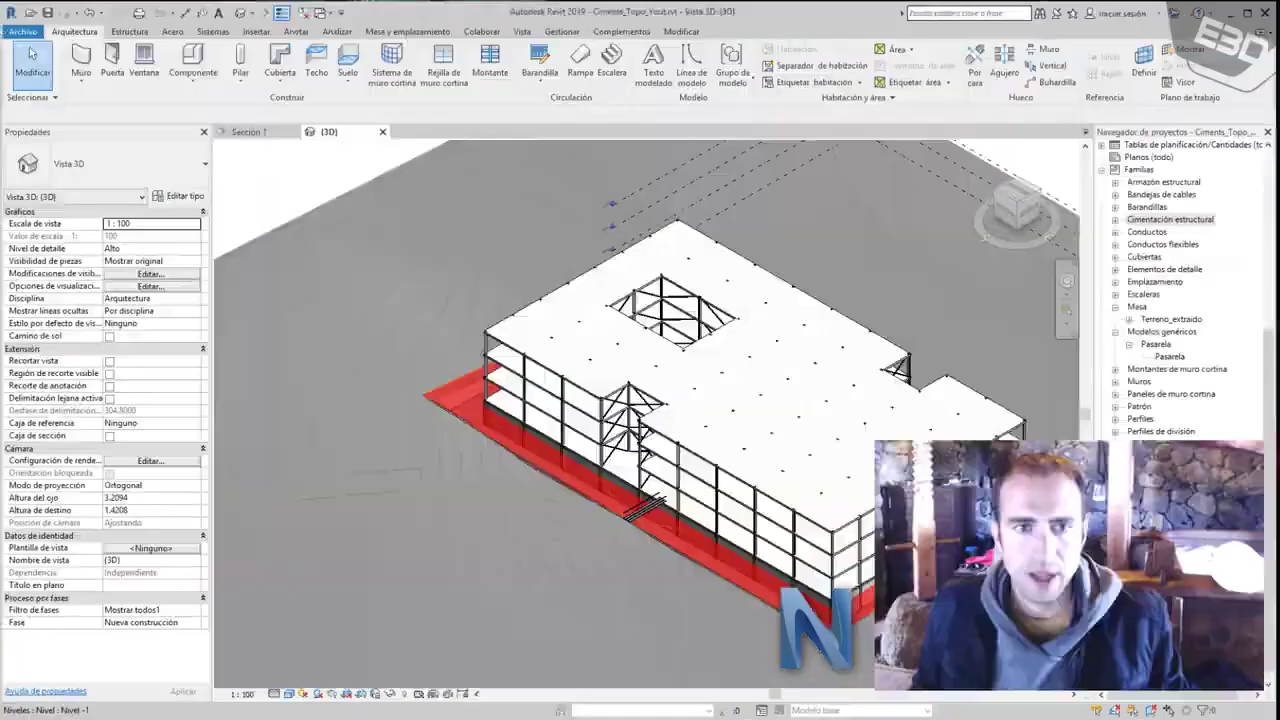 Autodesk Revit 2019 - Ciments_Topo_Yout.rvt - Vista 3D: {3D}
Iniciar sesión
E3D
Archivo Arquitectura Estructura Acero Sistemas Insertar Anotar Analizar Masa y emplazamiento Colaborar Vista Gestionar Complementos Modificar
Modificar
Muro
Puerta
Ventana
Componente
Pilar
Cubierta
Techo
Suelo
Sistema de muro cortina
Rejilla de muro cortina
Montante
Barandilla
Rampa
Escalera
Texto modelado
Línea de modelo
Grupo de modelo
Habitación
Separador de habitación
Etiquetar habitación
Área
Etiquetar área
Por cara
Agujero
Muro
Vertical
Buhardilla
Definir
Mostrar
Visor
Seleccionar
Construir
Circulación
Modelo
Habitación y área
Hueco
Referencia
Plano de trabajo
Propiedades
Vista 3D
Vista 3D: {3D}
Editar tipo
Gráficos
Escala de vista 1 : 100
Valor de escala 1: 100
Nivel de detalle Alto
Visibilidad de piezas Mostrar original
Modificaciones de visib... Editar...
Opciones de visualizaci... Editar...
Disciplina Arquitectura
Mostrar líneas ocultas Por disciplina
Estilo por defecto de vis... Ninguno
Camino de sol
Extensión
Recortar vista
Región de recorte visible
Recorte de anotación
Delimitación lejana activa
Desfase de delimitación... 304.8000
Caja de referencia Ninguno
Caja de sección
Cámara
Configuración de rende... Editar...
Orientación bloqueada
Modo de proyección Ortogonal
Altura del ojo 3.2094
Altura de destino 1.4208
Posición de cámara Ajustando
Datos de identidad
Plantilla de vista <Ninguno>
Nombre de vista {3D}
Dependencia Independiente
Título en plano
Proceso por fases
Filtro de fases Mostrar todos1
Fase Nueva construcción
Ayuda de propiedades
Aplicar
Sección 1
{3D}
Navegador de proyectos - Ciments_Topo_...
Tablas de planificación/Cantidades (to
Planos (todo)
Familias
Armazón estructural
Bandejas de cables
Barandillas
Cimentación estructural
Conductos
Conductos flexibles
Cubiertas
Elementos de detalle
Emplazamiento
Escaleras
Masa
Terreno_extraido
Modelos genéricos
Pasarela
Pasarela
Montantes de muro cortina
Muros
Paneles de muro cortina
Patrón
Perfiles
Perfiles de división
N
1 : 100
Niveles : Nivel : Nivel -1
:0
Modelo base
:0